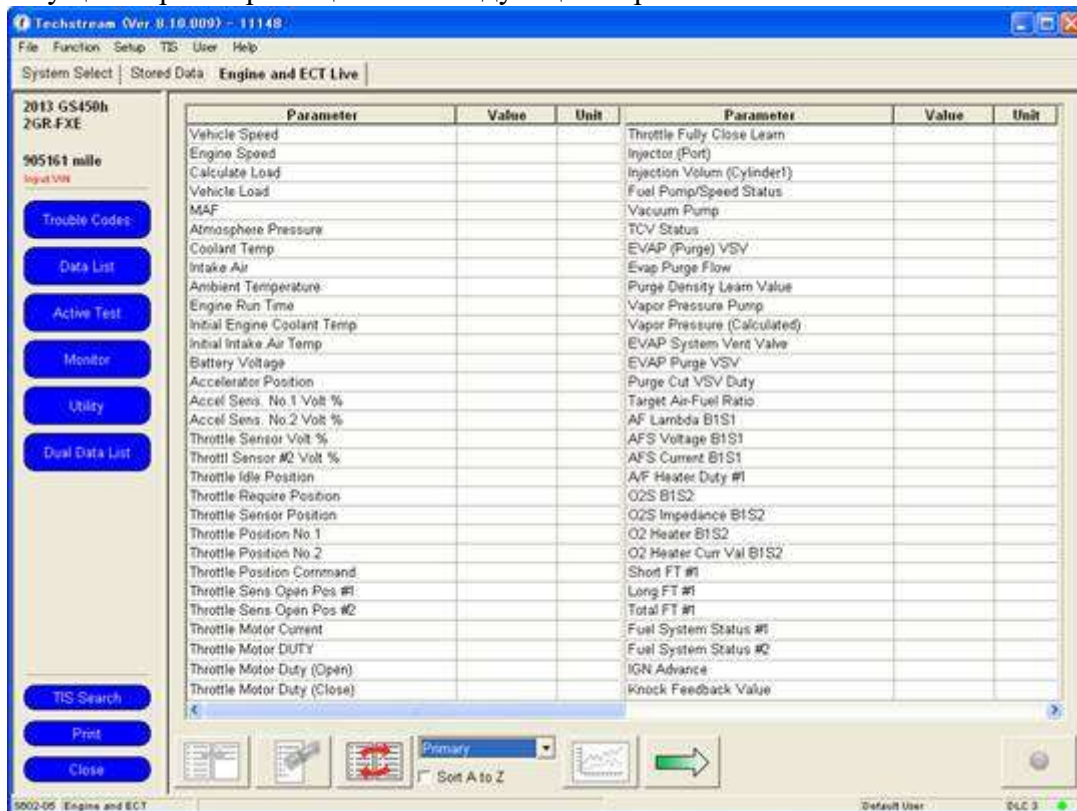 Techstream (Ver 8.10.009) - 11148
File Function Setup TIS User Help
System Select Stored Data Engine and ECT Live
2013 GS450h
2GR-FXE
905161 mille
Input VIN
Trouble Codes
Data List
Active Test
Monitor
Utility
Dual Data List
TIS Search
Print
Close
Parameter Value Unit Parameter Value Unit
Vehicle Speed Throttle Fully Close Learn
Engine Speed Injector (Port)
Calculate Load Injection Volum (Cylinder1)
Vehicle Load Fuel Pump/Speed Status
MAF Vacuum Pump
Atmosphere Pressure TCV Status
Coolant Temp EVAP (Purge) VSV
Intake Air Evap Purge Flow
Ambient Temperature Purge Density Learn Value
Engine Run Time Vapor Pressure Pump
Initial Engine Coolant Temp Vapor Pressure (Calculated)
Initial Intake Air Temp EVAP System Vent Valve
Battery Voltage EVAP Purge VSV
Accelerator Position Purge Cut VSV Duty
Accel Sens. No.1 Volt % Target Air-Fuel Ratio
Accel Sens. No.2 Volt % AF Lambda B1S1
Throttle Sensor Volt % AFS Voltage B1S1
Throttl Sensor #2 Volt % AFS Current B1S1
Throttle Idle Position A/F Heater Duty #1
Throttle Require Position O2S B1S2
Throttle Sensor Position O2S Impedance B1S2
Throttle Position No.1 O2 Heater B1S2
Throttle Position No.2 O2 Heater Curr Val B1S2
Throttle Position Command Short FT #1
Throttle Sens Open Pos #1 Long FT #1
Throttle Sens Open Pos #2 Total FT #1
Throttle Motor Current Fuel System Status #1
Throttle Motor DUTY Fuel System Status #2
Throttle Motor Duty (Open) IGN Advance
Throttle Motor Duty (Close) Knock Feedback Value
Primary
Sort A to Z
S002-05 Engine and ECT Default User DLC 3